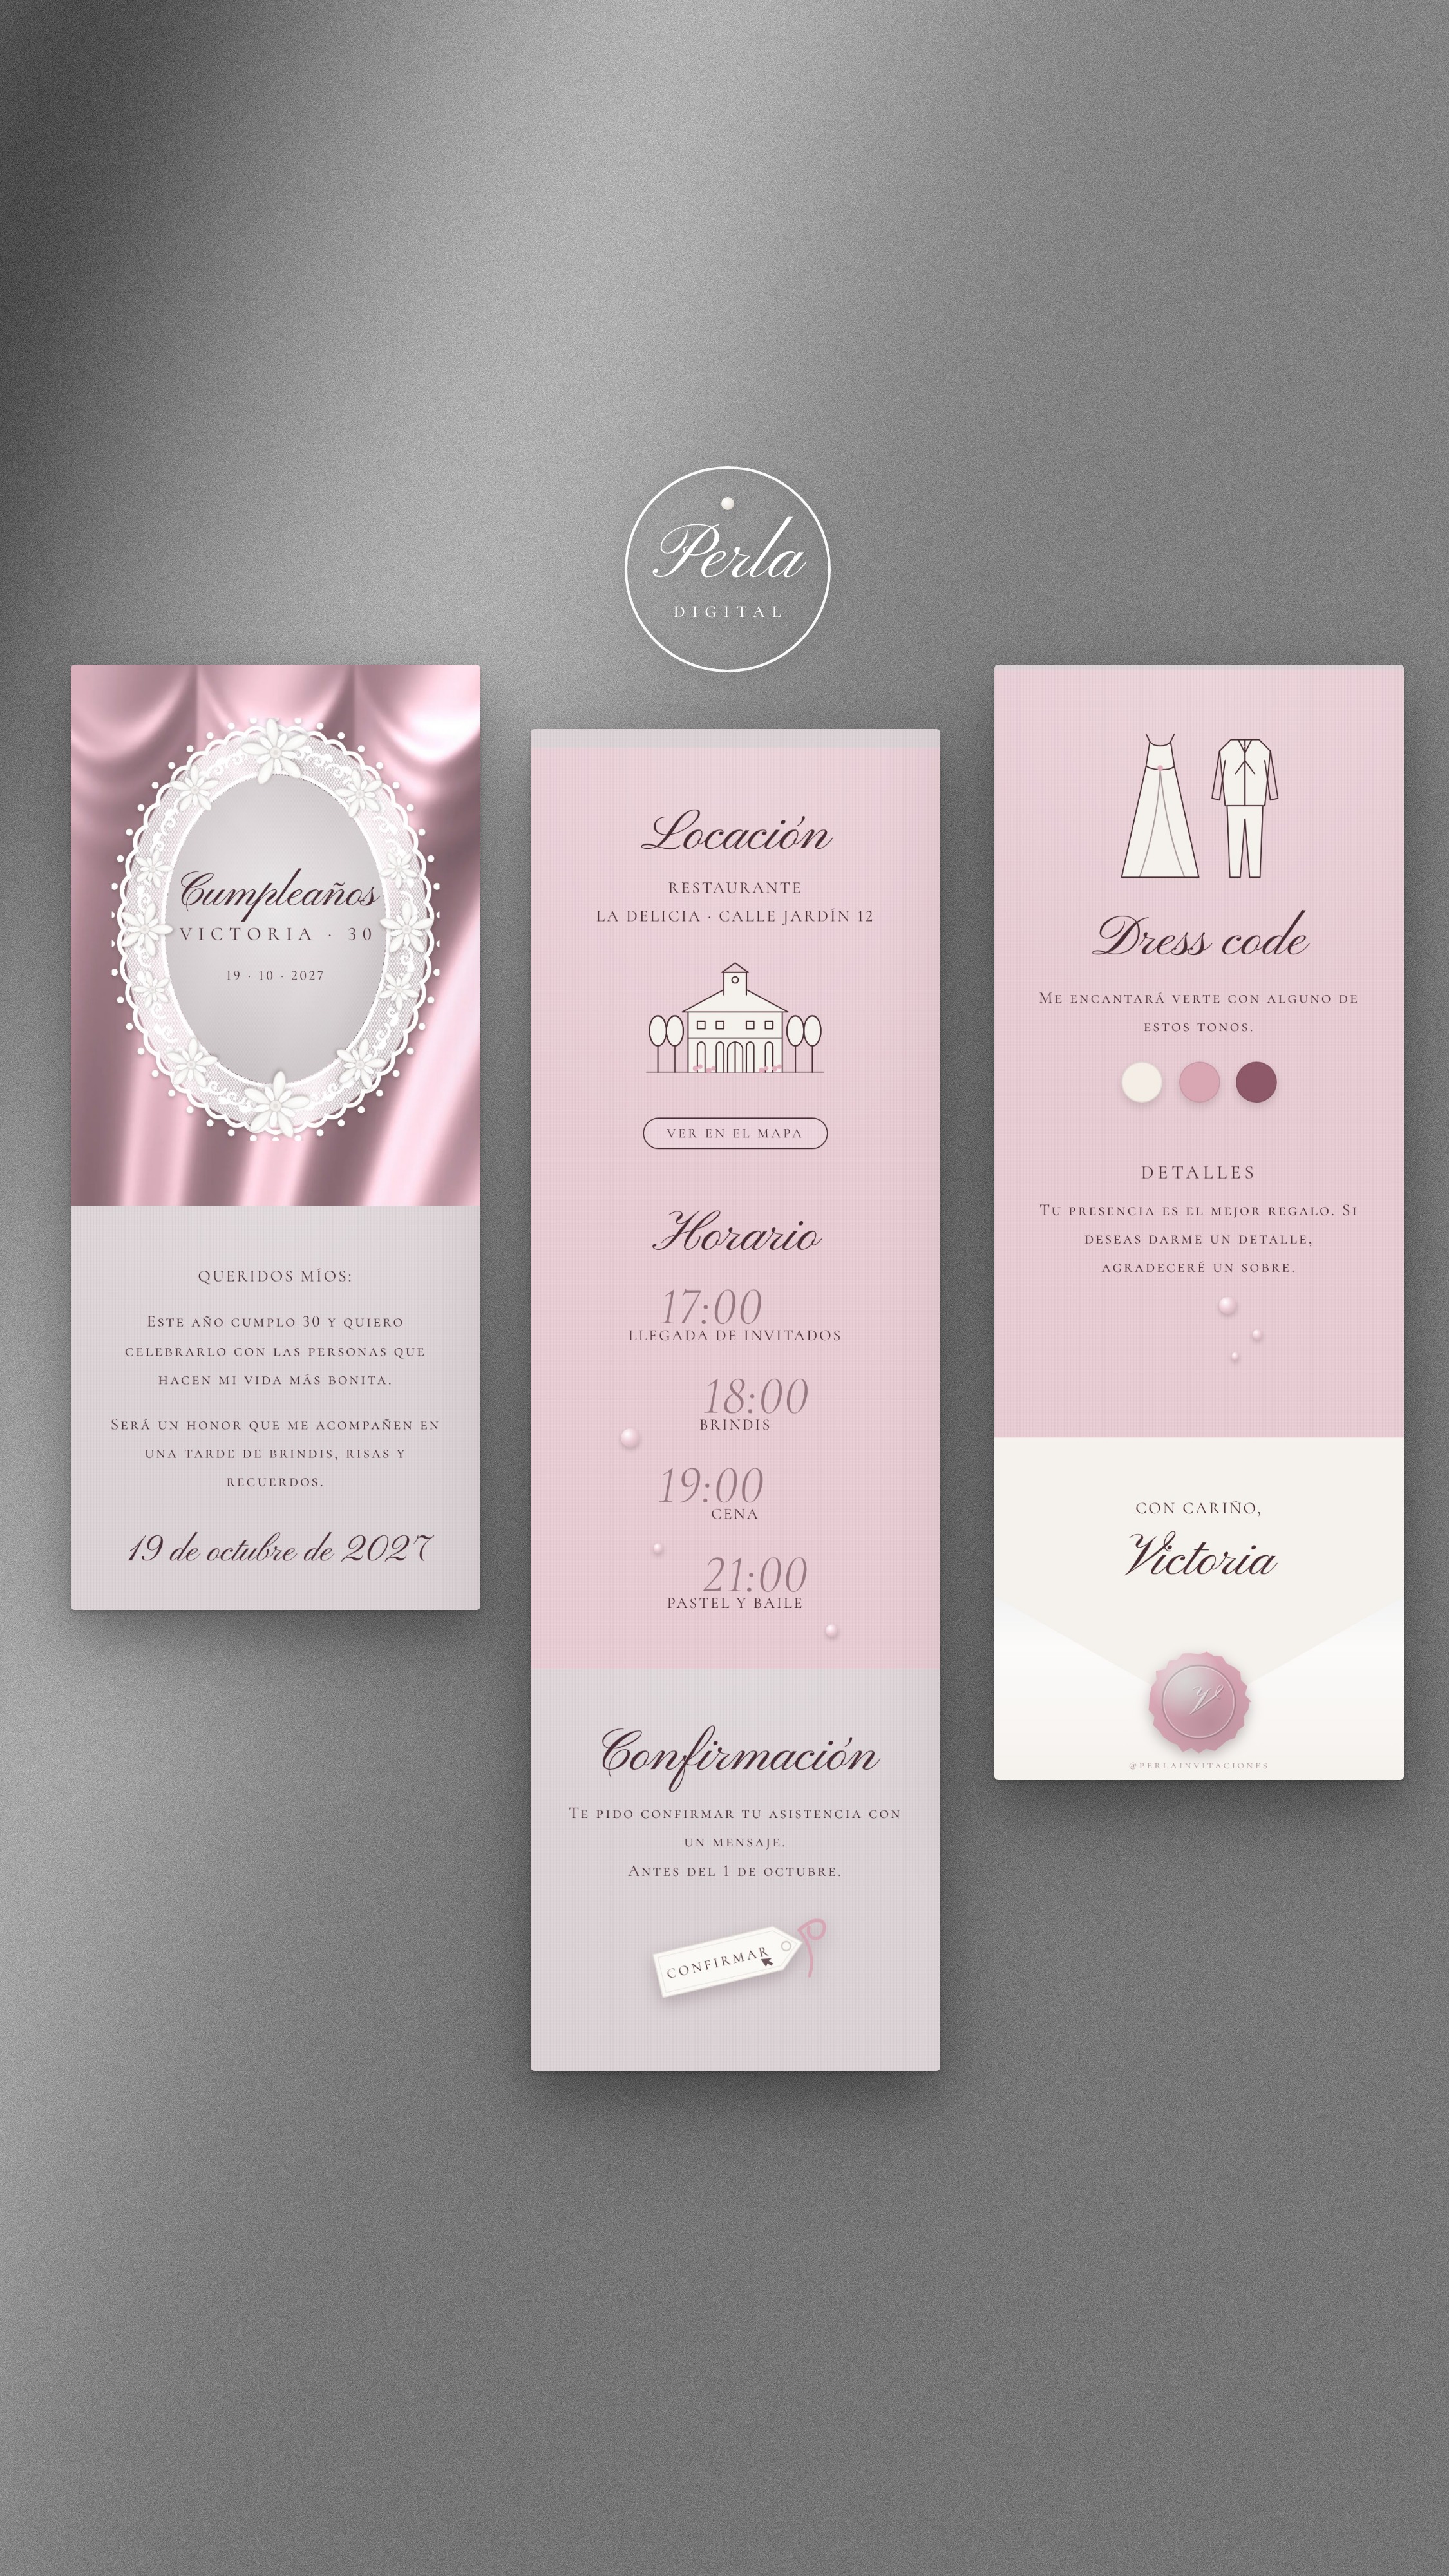 Perla
DIGITAL
Cumpleaños
VICTORIA · 30
19 · 10 · 2027
QUERIDOS MÍOS:
Este año cumplo 30 y quiero
celebrarlo con las personas que
hacen mi vida más bonita.
Será un honor que me acompañen en
una tarde de brindis, risas y
recuerdos.
19 de octubre de 2027
Locación
RESTAURANTE
LA DELICIA · CALLE JARDÍN 12
VER EN EL MAPA
Horario
17:00
LLEGADA DE INVITADOS
18:00
BRINDIS
19:00
CENA
21:00
PASTEL Y BAILE
Confirmación
Te pido confirmar tu asistencia con
un mensaje.
Antes del 1 de octubre.
CONFIRMAR
Dress code
Me encantará verte con alguno de
estos tonos.
DETALLES
Tu presencia es el mejor regalo. Si
deseas darme un detalle,
agradeceré un sobre.
CON CARIÑO,
Victoria
V
@PERLAINVITACIONES